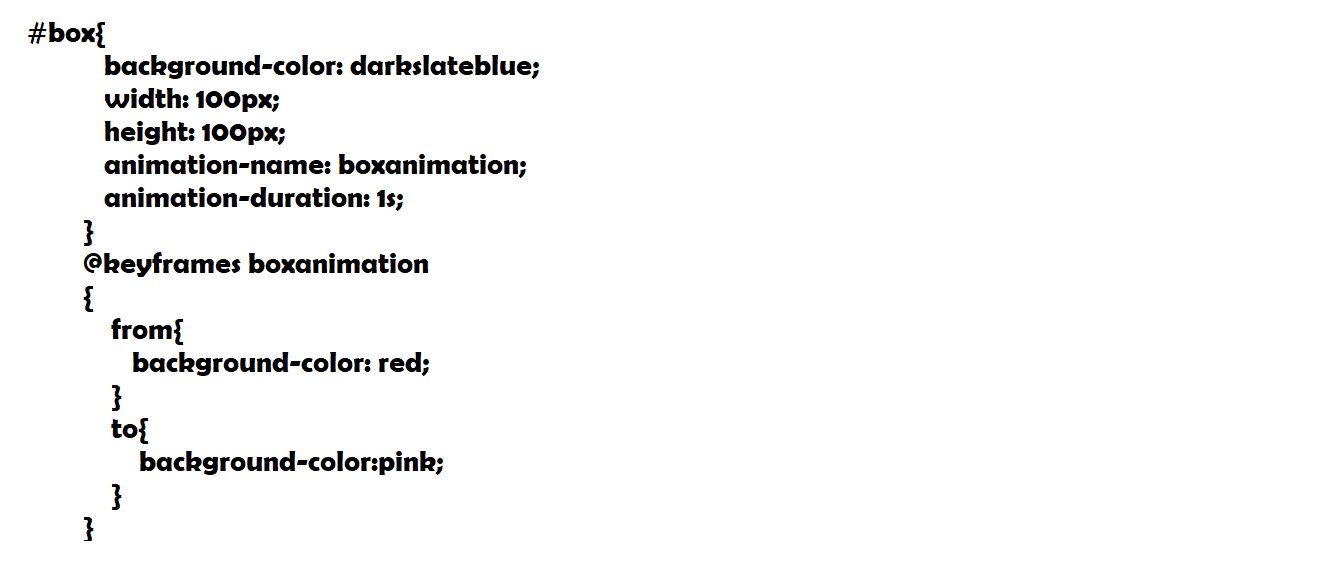 #box{
background-color: darkslateblue;
width: 100px;
height: 100px;
animation-name: boxanimation;
animation-duration: 1s;
}
@keyframes boxanimation
{
from{
background-color: red;
}
to{
background-color:pink;
}
}